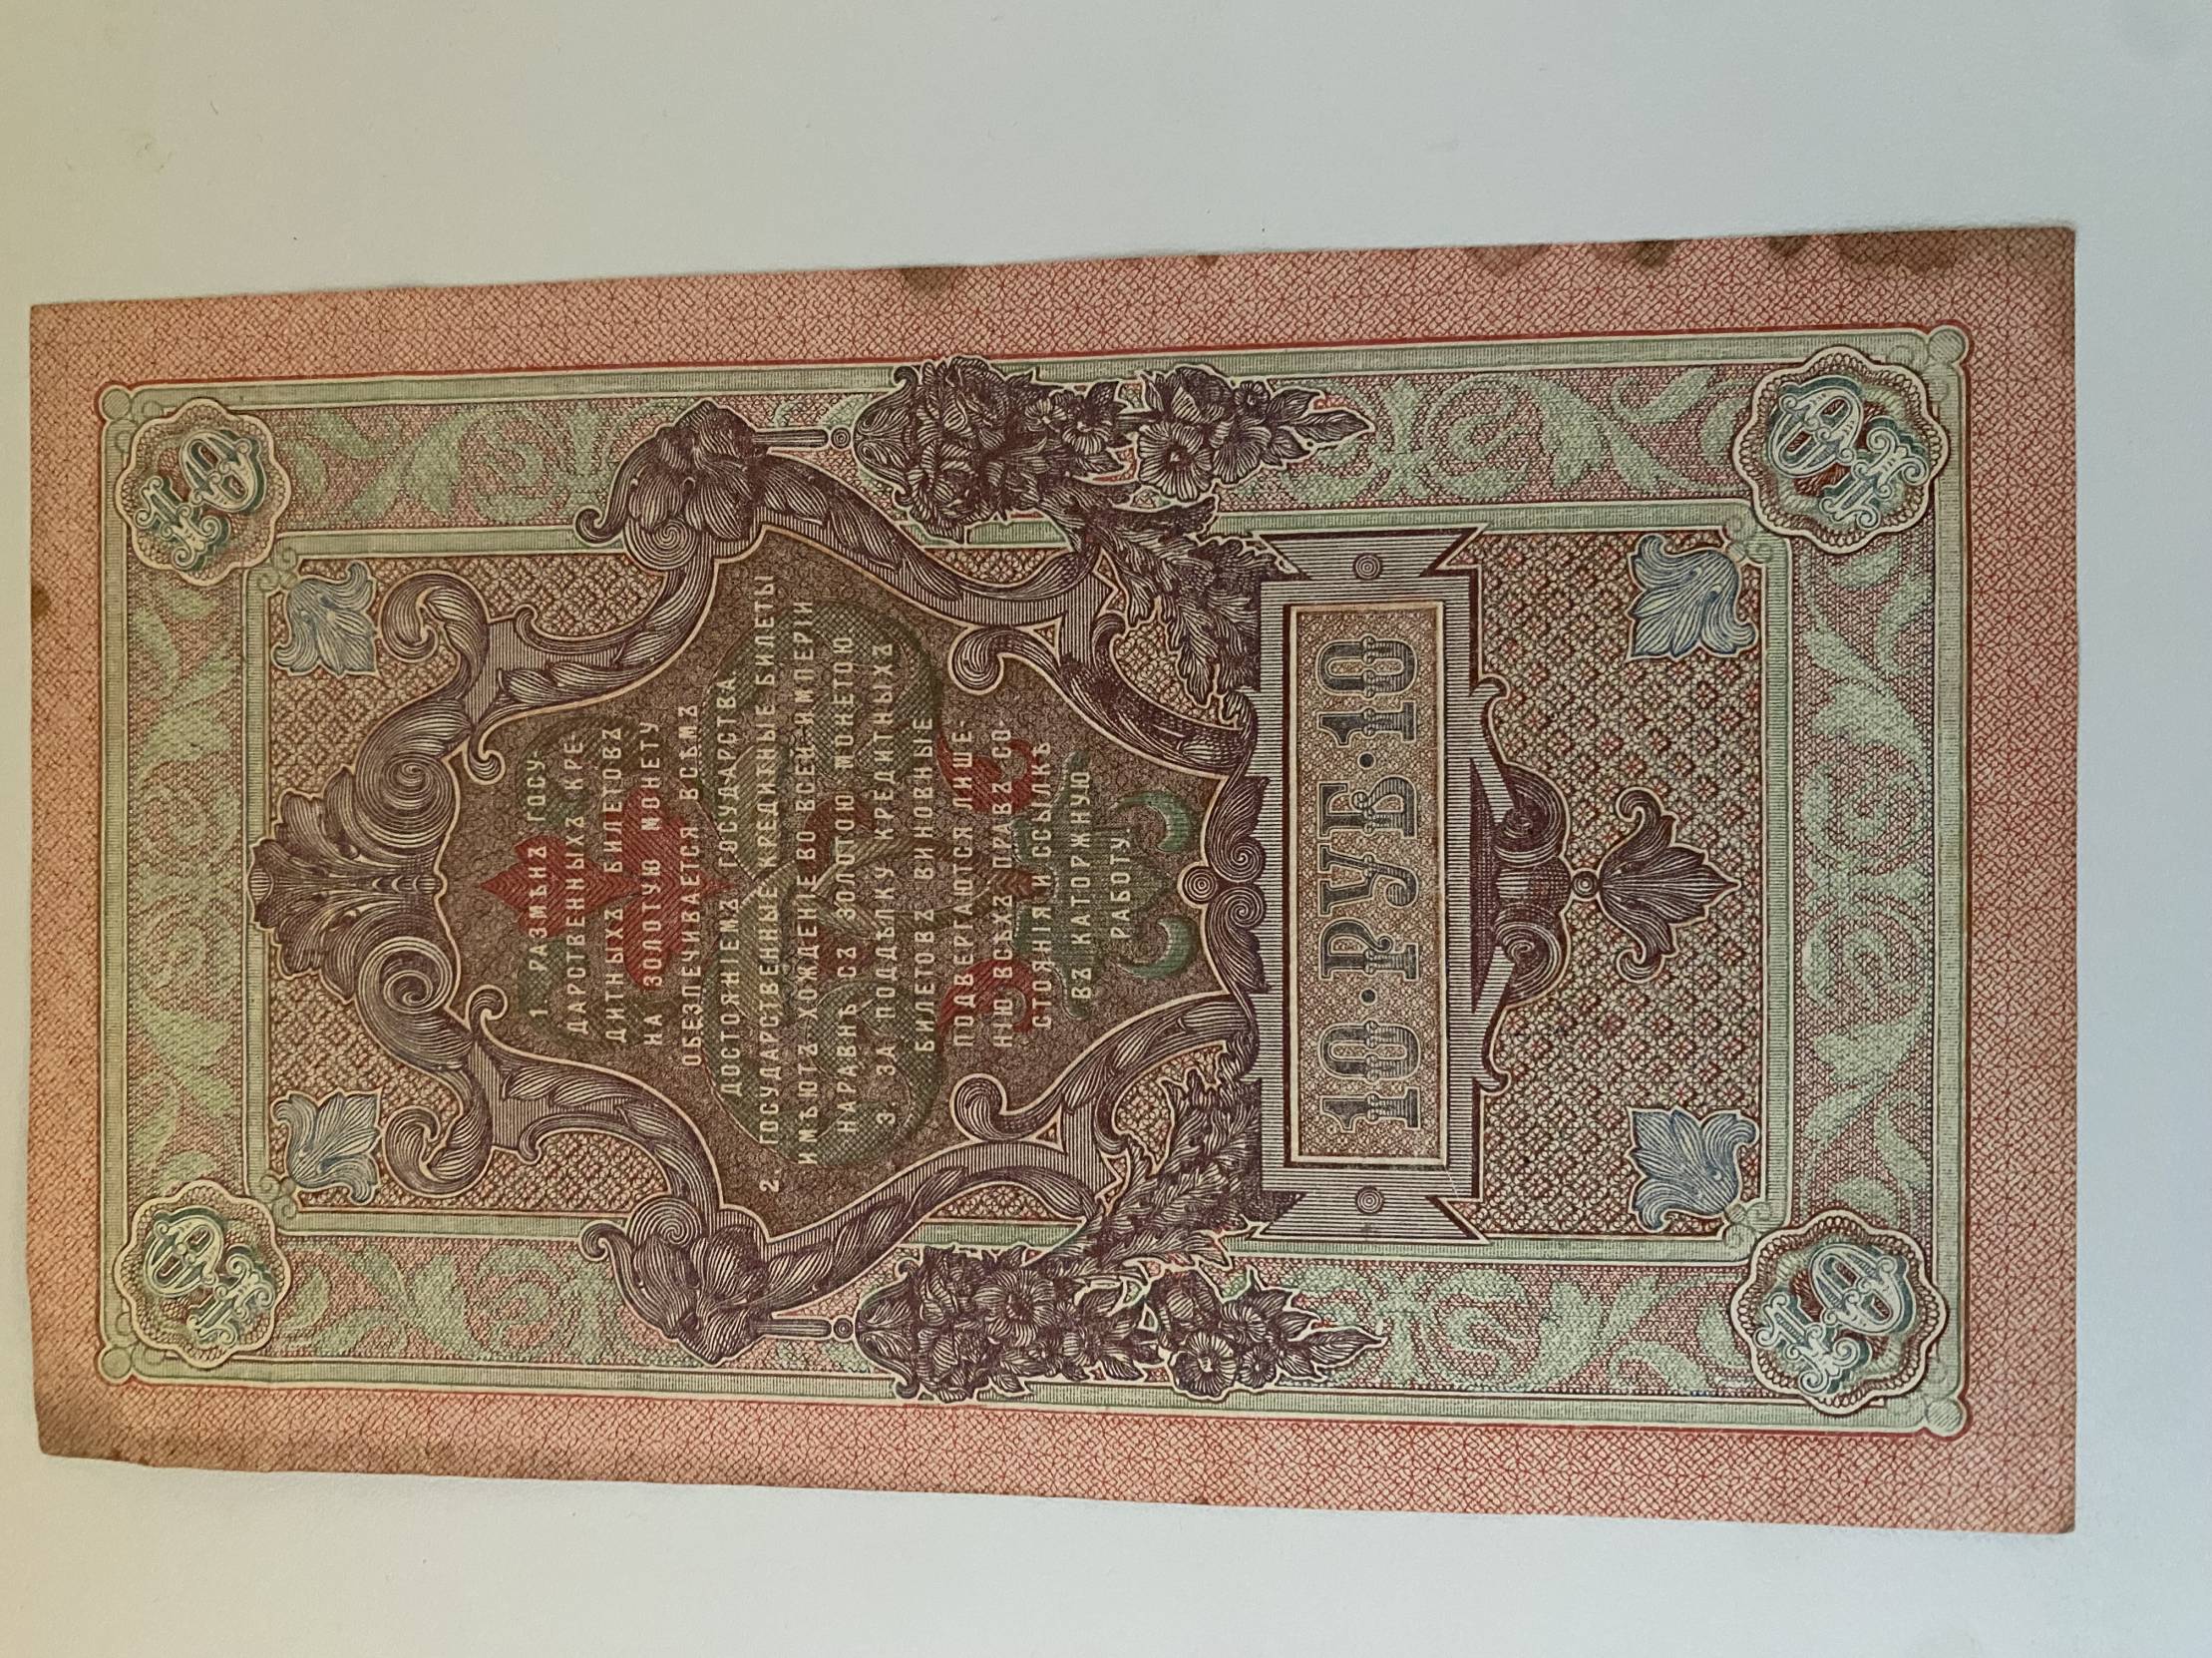 10
10
1. РАЗМѢНЪ ГОСУ-
ДАРСТВЕННЫХЪ КРЕ-
ДИТНЫХЪ БИЛЕТОВЪ
НА ЗОЛОТУЮ МОНЕТУ
ОБЕЗПЕЧИВАЕТСЯ ВСѢМЪ
ДОСТОЯНІЕМЪ ГОСУДАРСТВА.
2. ГОСУДАРСТВЕННЫЕ КРЕДИТНЫЕ БИЛЕТЫ
ИМѢЮТЪ ХОЖДЕНІЕ ВО ВСЕЙ ИМПЕРІИ
НАРАВНѢ СЪ ЗОЛОТОЮ МОНЕТОЮ
3. ЗА ПОДДѢЛКУ КРЕДИТНЫХЪ
БИЛЕТОВЪ ВИНОВНЫЕ
ПОДВЕРГАЮТСЯ ЛИШЕ-
НІЮ ВСѢХЪ ПРАВЪ СО-
СТОЯНІЯ И ССЫЛКѢ
ВЪ КАТОРЖНУЮ
РАБОТУ.
10·РУБ·10
10
10